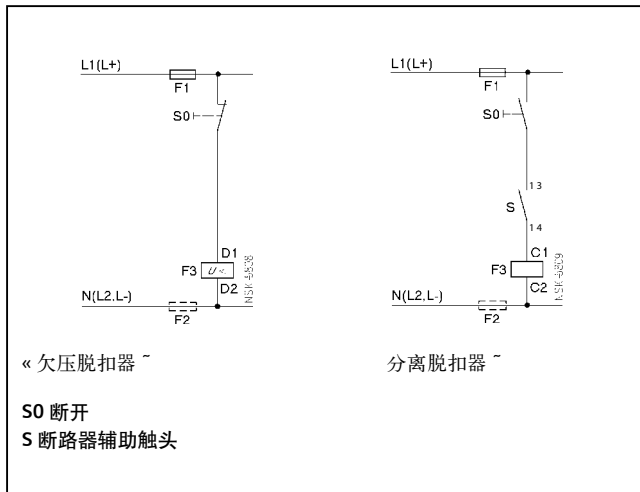 L1(L+)
F1
S0
D1
F3 U<
D2
N(L2,L-)
F2
NSK-6808
« 欠压脱扣器 ~
L1(L+)
F1
S0
13
S
14
C1
F3
C2
N(L2,L-)
F2
NSK-6809
分离脱扣器 ~
S0 断开
S 断路器辅助触头